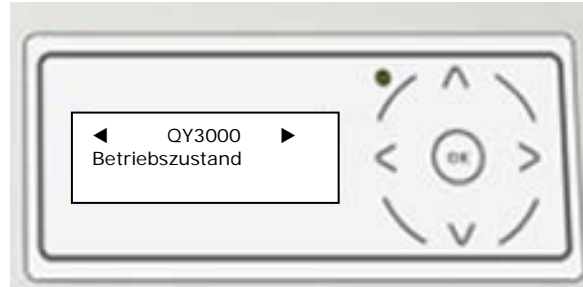 ◀ QY3000 ▶
Betriebszustand
OK